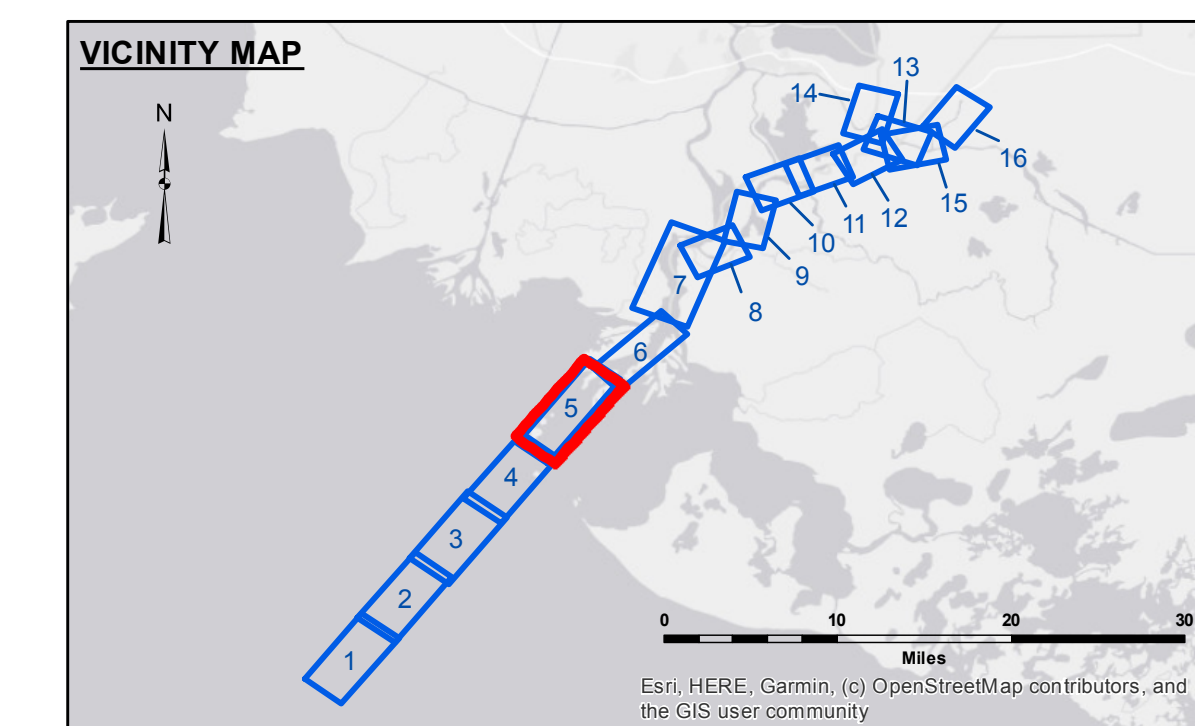 VICINITY MAP
N
13
14
16
15
12
11
10
9
8
7
6
5
4
3
2
1
0 10 20 30
Miles
Esri, HERE, Garmin, (c) OpenStreetMap contributors, and
the GIS user community